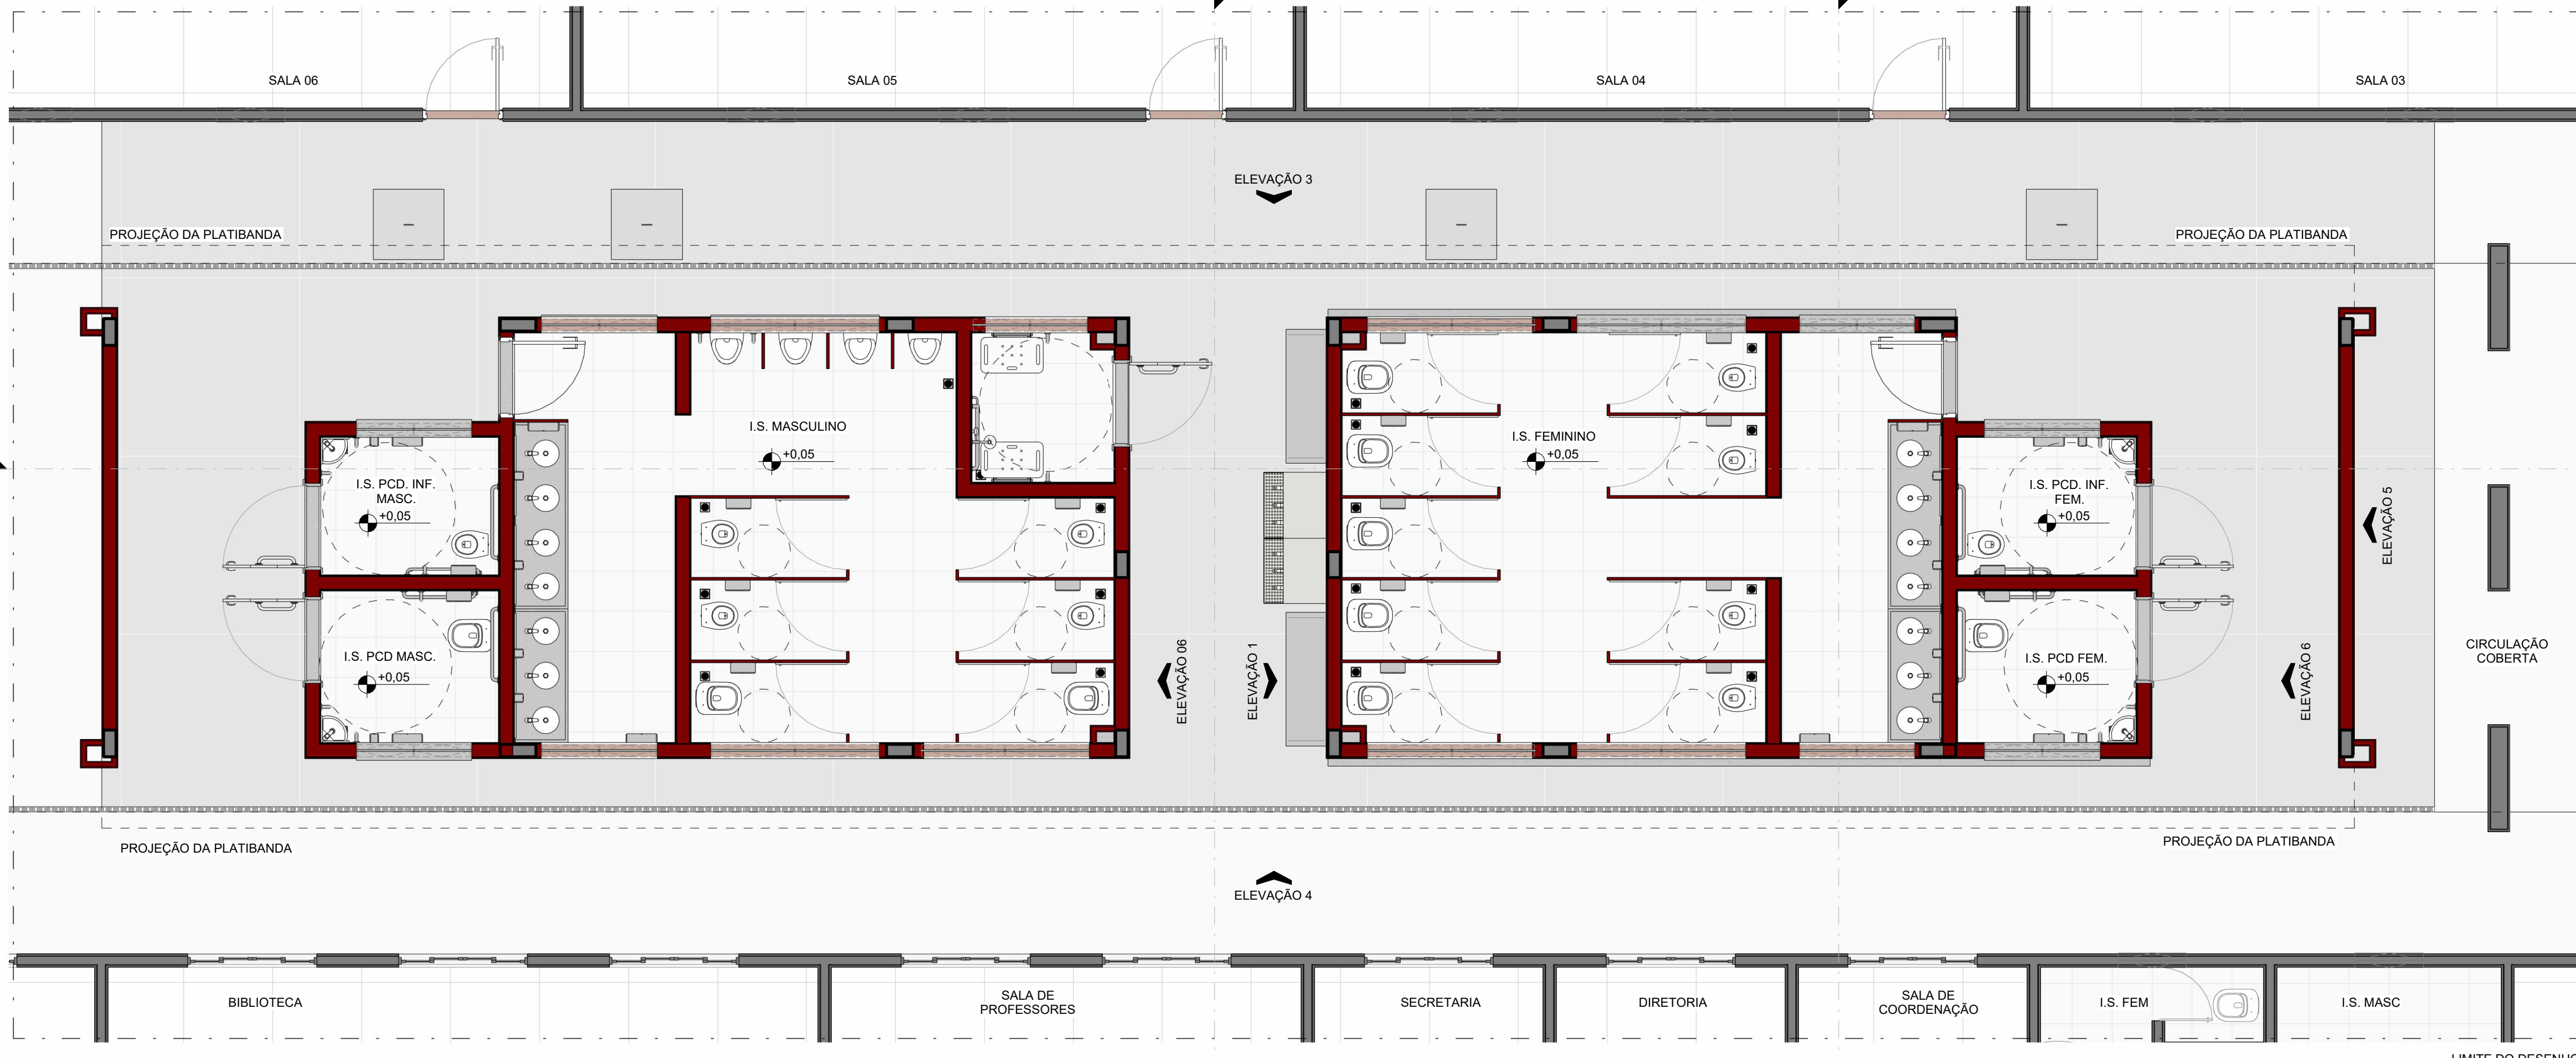 SALA 06
SALA 05
SALA 04
SALA 03
ELEVAÇÃO 3
PROJEÇÃO DA PLATIBANDA
PROJEÇÃO DA PLATIBANDA
I.S. MASCULINO
+0,05
I.S. FEMININO
+0,05
I.S. PCD. INF.
MASC.
+0,05
I.S. PCD. INF.
FEM.
+0,05
ELEVAÇÃO 5
I.S. PCD MASC.
+0,05
ELEVAÇÃO 06
ELEVAÇÃO 1
I.S. PCD FEM.
+0,05
ELEVAÇÃO 6
CIRCULAÇÃO
COBERTA
PROJEÇÃO DA PLATIBANDA
PROJEÇÃO DA PLATIBANDA
ELEVAÇÃO 4
BIBLIOTECA
SALA DE
PROFESSORES
SECRETARIA
DIRETORIA
SALA DE
COORDENAÇÃO
I.S. FEM
I.S. MASC